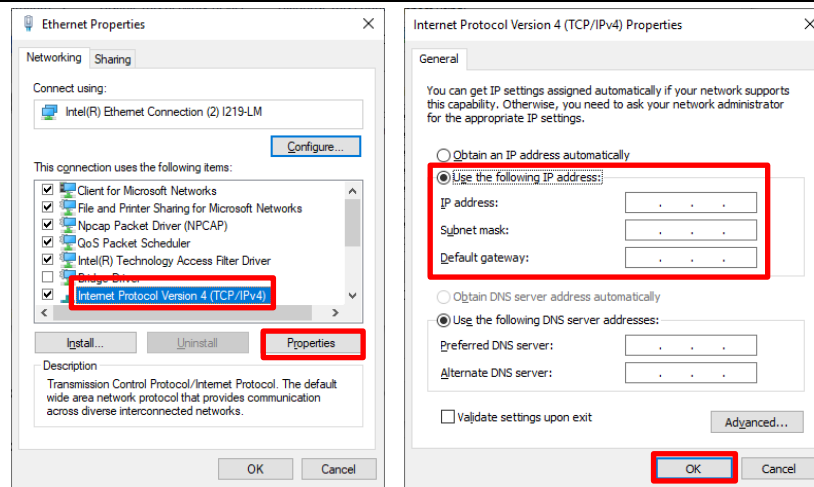 Ethernet Properties
Networking
Sharing
Connect using:
Intel(R) Ethernet Connection (2) I219-LM
Configure...
This connection uses the following items:
Client for Microsoft Networks
File and Printer Sharing for Microsoft Networks
Npcap Packet Driver (NPCAP)
QoS Packet Scheduler
Intel(R) Technology Access Filter Driver
Bridge Driver
Internet Protocol Version 4 (TCP/IPv4)
Install...
Uninstall
Properties
Description
Transmission Control Protocol/Internet Protocol. The default
wide area network protocol that provides communication
across diverse interconnected networks.
OK
Cancel
Internet Protocol Version 4 (TCP/IPv4) Properties
General
You can get IP settings assigned automatically if your network supports
this capability. Otherwise, you need to ask your network administrator
for the appropriate IP settings.
Obtain an IP address automatically
Use the following IP address:
IP address:
Subnet mask:
Default gateway:
Obtain DNS server address automatically
Use the following DNS server addresses:
Preferred DNS server:
Alternate DNS server:
Validate settings upon exit
Advanced...
OK
Cancel